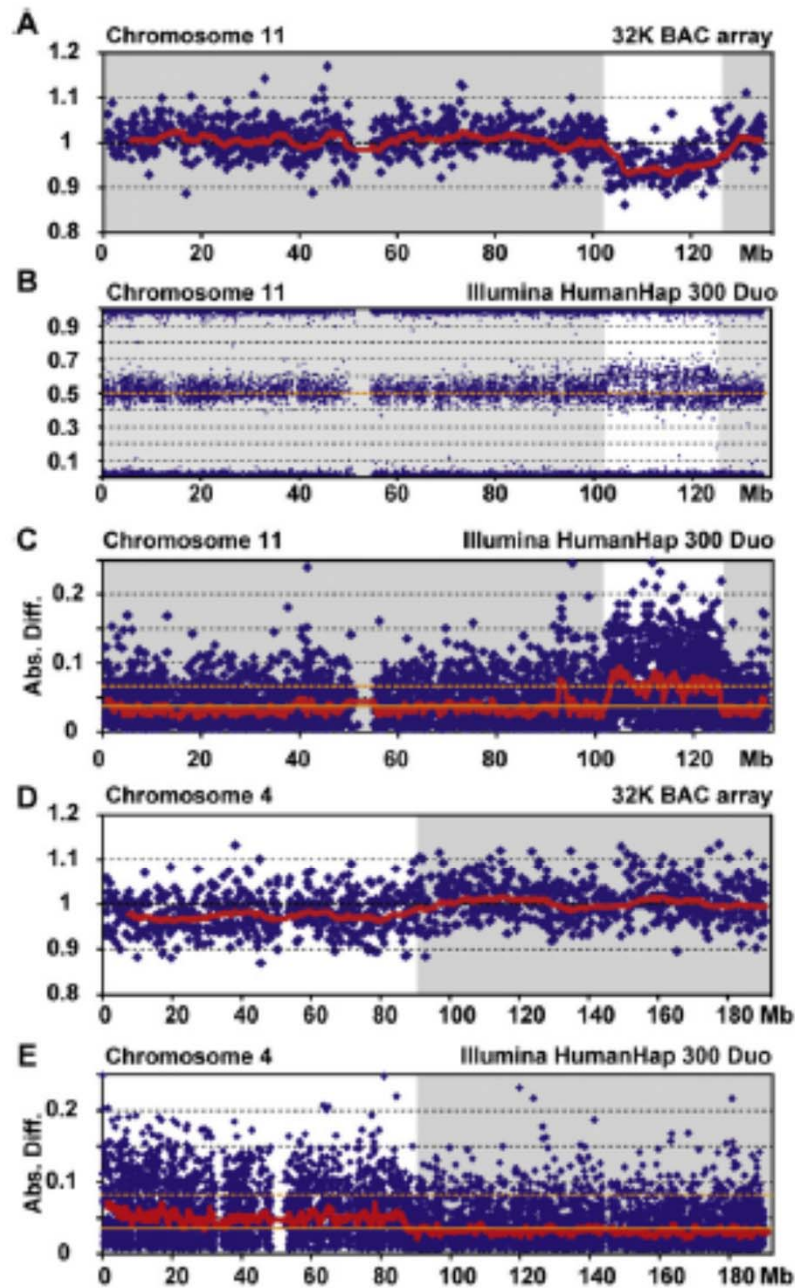 A
Chromosome 11 32K BAC array
1.2
1.1
1
0.9
0.8
0 20 40 60 80 100 120 Mb
B
Chromosome 11 Illumina HumanHap 300 Duo
0.9
0.7
0.5
0.3
0.1
0 20 40 60 80 100 120 Mb
C
Chromosome 11 Illumina HumanHap 300 Duo
Abs. Diff.
0.2
0.1
0
0 20 40 60 80 100 120 Mb
D
Chromosome 4 32K BAC array
1.2
1.1
1
0.9
0.8
0 20 40 60 80 100 120 140 160 180 Mb
E
Chromosome 4 Illumina HumanHap 300 Duo
Abs. Diff.
0.2
0.1
0
0 20 40 60 80 100 120 140 160 180 Mb